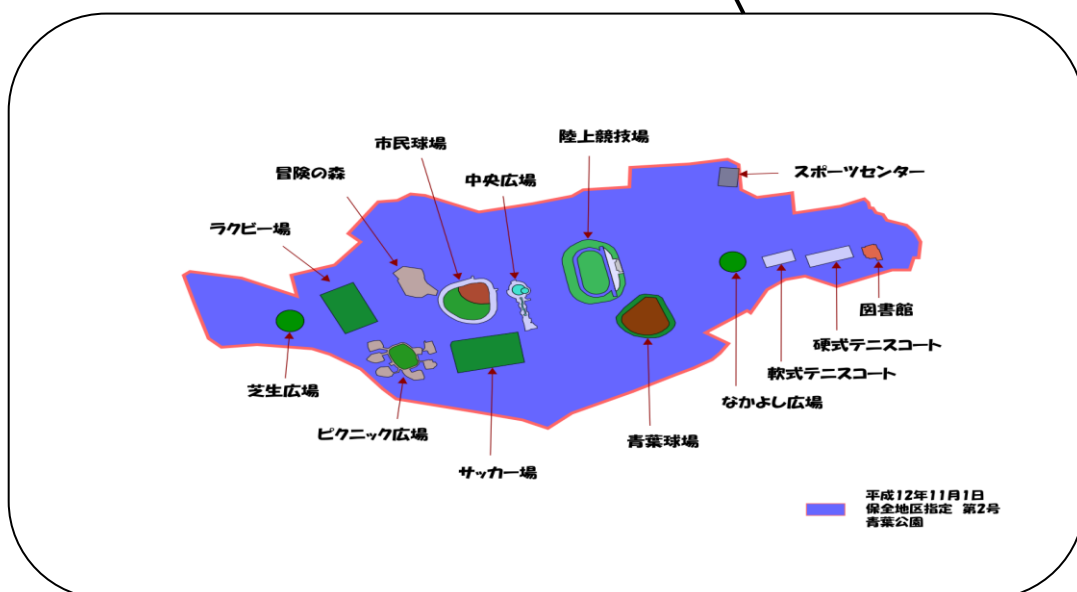 陸上競技場
市民球場
スポーツセンター
冒険の森
中央広場
ラクビー場
図書館
硬式テニスコート
軟式テニスコート
芝生広場
なかよし広場
ピクニック広場
青葉球場
サッカー場
平成12年11月1日
保全地区指定 第2号
青葉公園